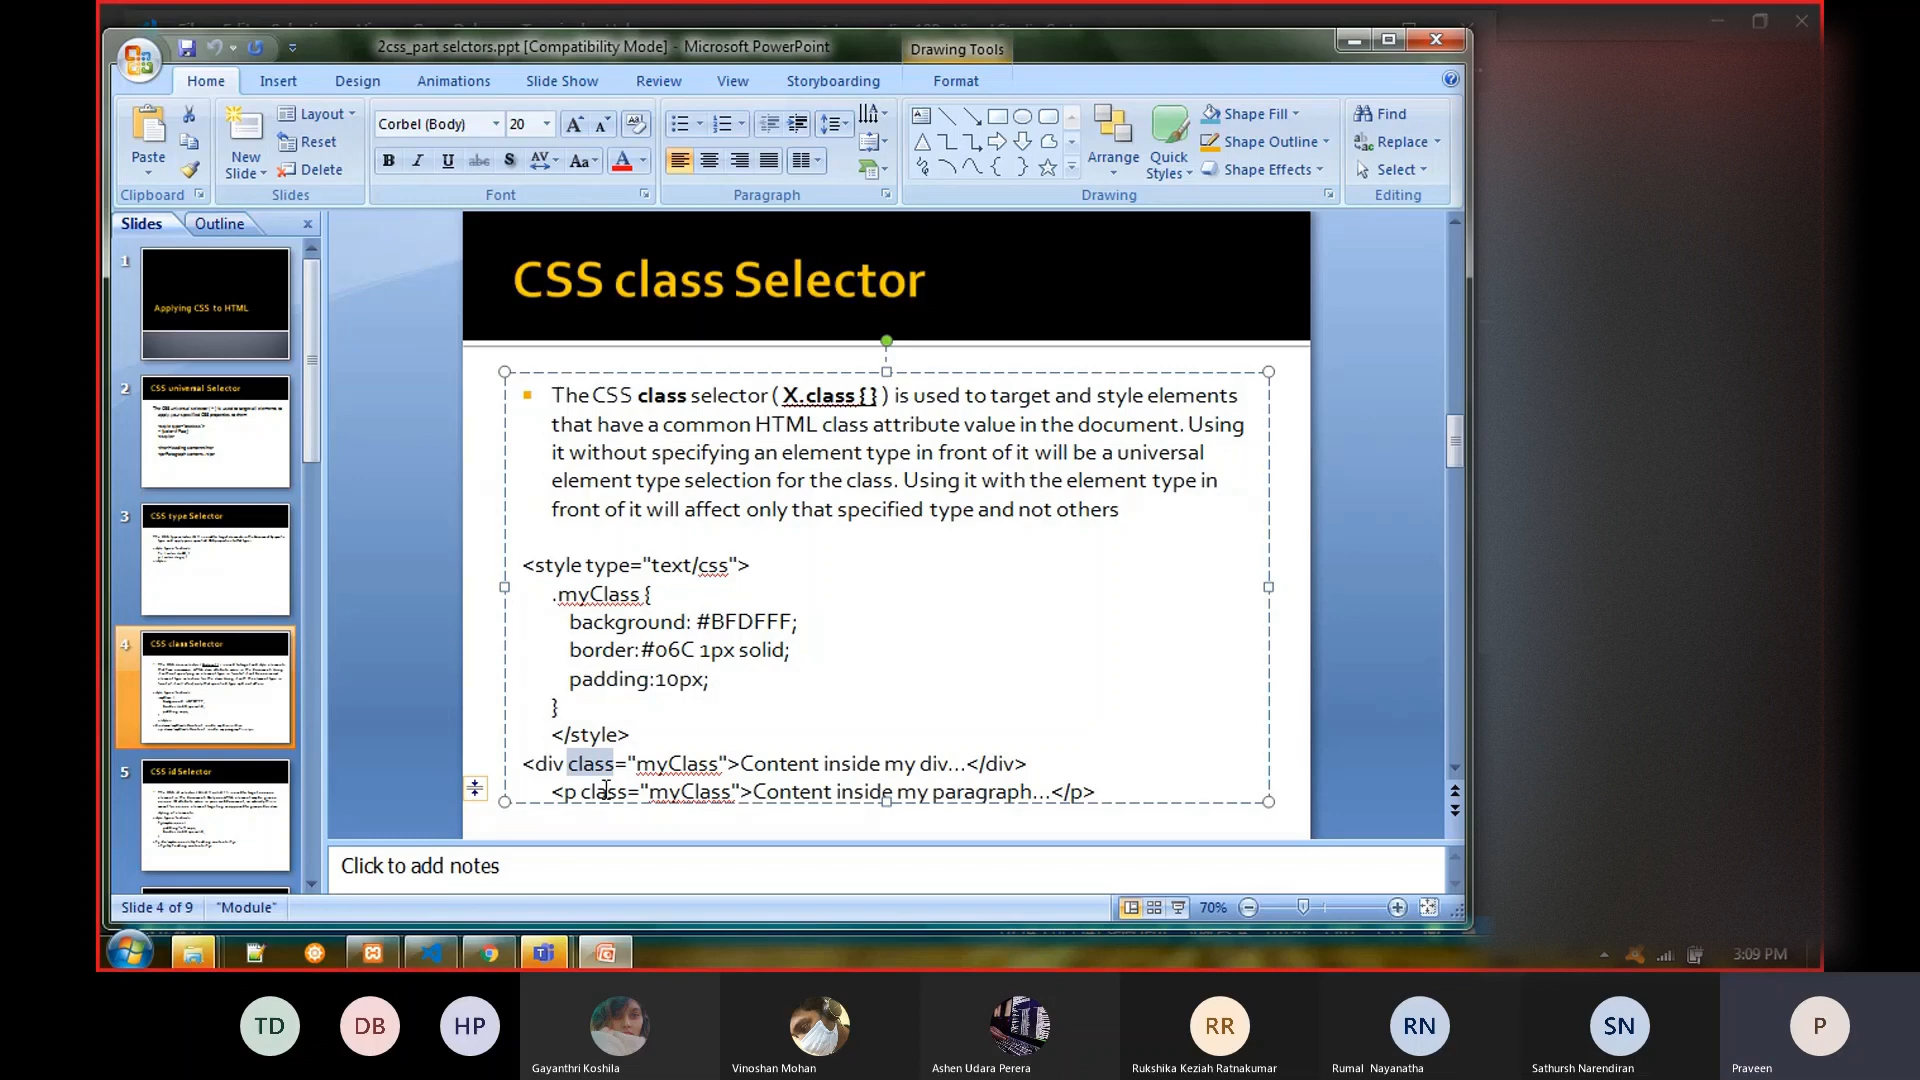 2css_part selctors.ppt [Compatibility Mode] - Microsoft PowerPoint
Drawing Tools
Home
Insert
Design
Animations
Slide Show
Review
View
Storyboarding
Format
Paste
Clipboard
New
Slide
Layout
Reset
Delete
Slides
Corbel (Body)
20
B I U abc S AV Aa A
Font
Paragraph
Arrange
Quick
Styles
Shape Fill
Shape Outline
Shape Effects
Drawing
Find
Replace
Select
Editing
Slides
Outline
1
Applying CSS to HTML
2
CSS universal Selector
3
CSS type Selector
4
CSS class Selector
5
CSS id Selector
CSS class Selector
The CSS class selector ( X.class { } ) is used to target and style elements
that have a common HTML class attribute value in the document. Using
it without specifying an element type in front of it will be a universal
element type selection for the class. Using it with the element type in
front of it will affect only that specified type and not others
<style type="text/css">
.myClass {
background: #BFDFFF;
border:#06C 1px solid;
padding:10px;
}
</style>
<div class="myClass">Content inside my div...</div>
<p class="myClass">Content inside my paragraph...</p>
Click to add notes
Slide 4 of 9
"Module"
70%
3:09 PM
TD
DB
HP
Gayanthri Koshila
Vinoshan Mohan
Ashen Udara Perera
RR
Rukshika Keziah Ratnakumar
RN
Rumal Nayanatha
SN
Sathursh Narendiran
P
Praveen